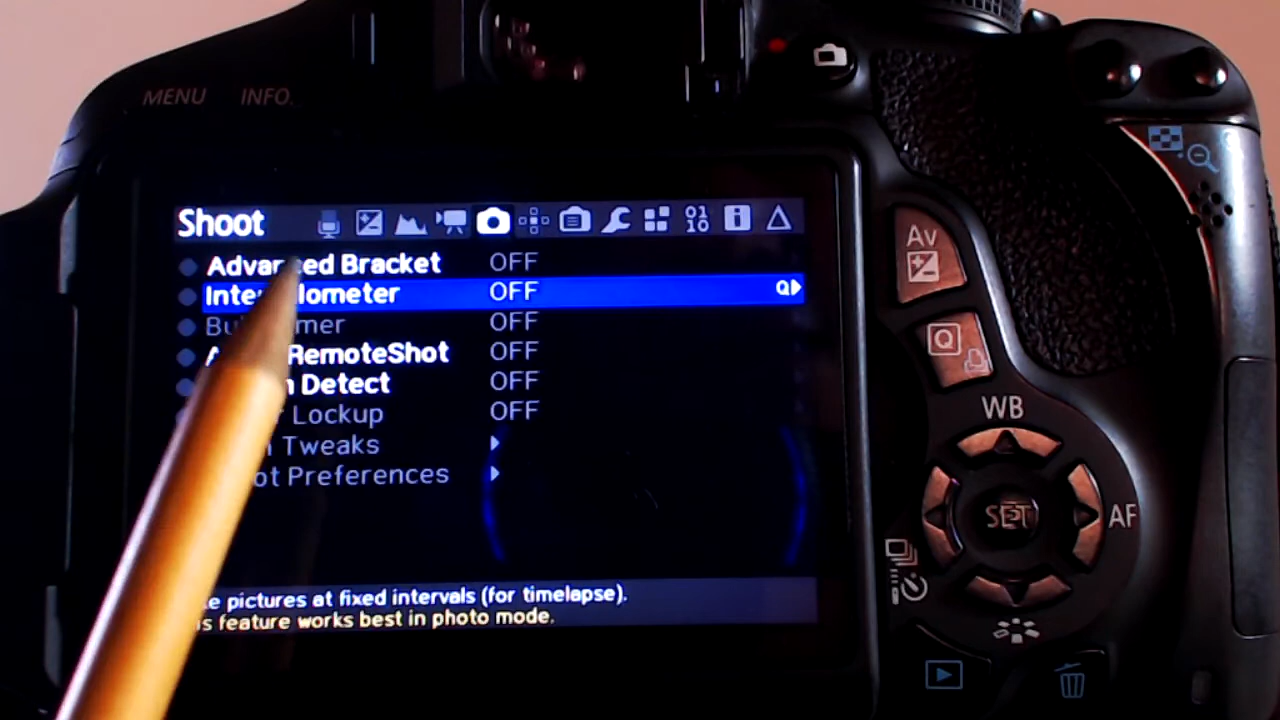 MENU INFO.
Shoot
Advanced Bracket OFF
OFF Q
OFF
RemoteShot OFF
Detect OFF
Lockup OFF
Tweaks
Preferences
pictures at fixed intervals (for timelapse).
feature works best in photo mode.
Av
Q
WB
SET
AF